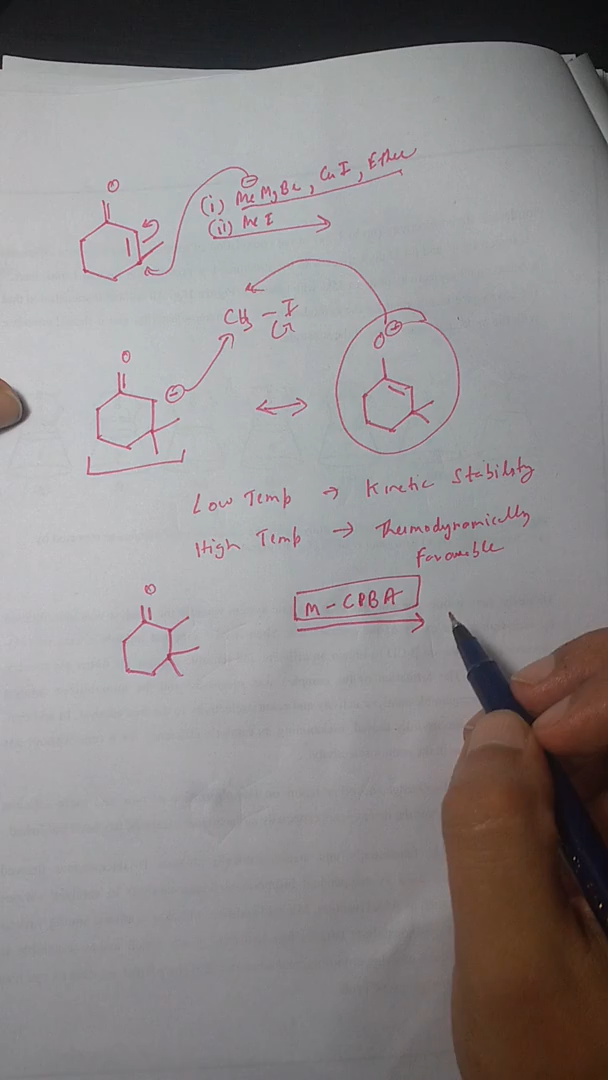 O
⊖
(i) MeMgBr, CuI, Ether
(ii) MeI
CH3 - I
O
⊖
O
⊖
Low Temp → Kinetic Stability
High Temp → Thermodynamically
favourable
O
m-CPBA